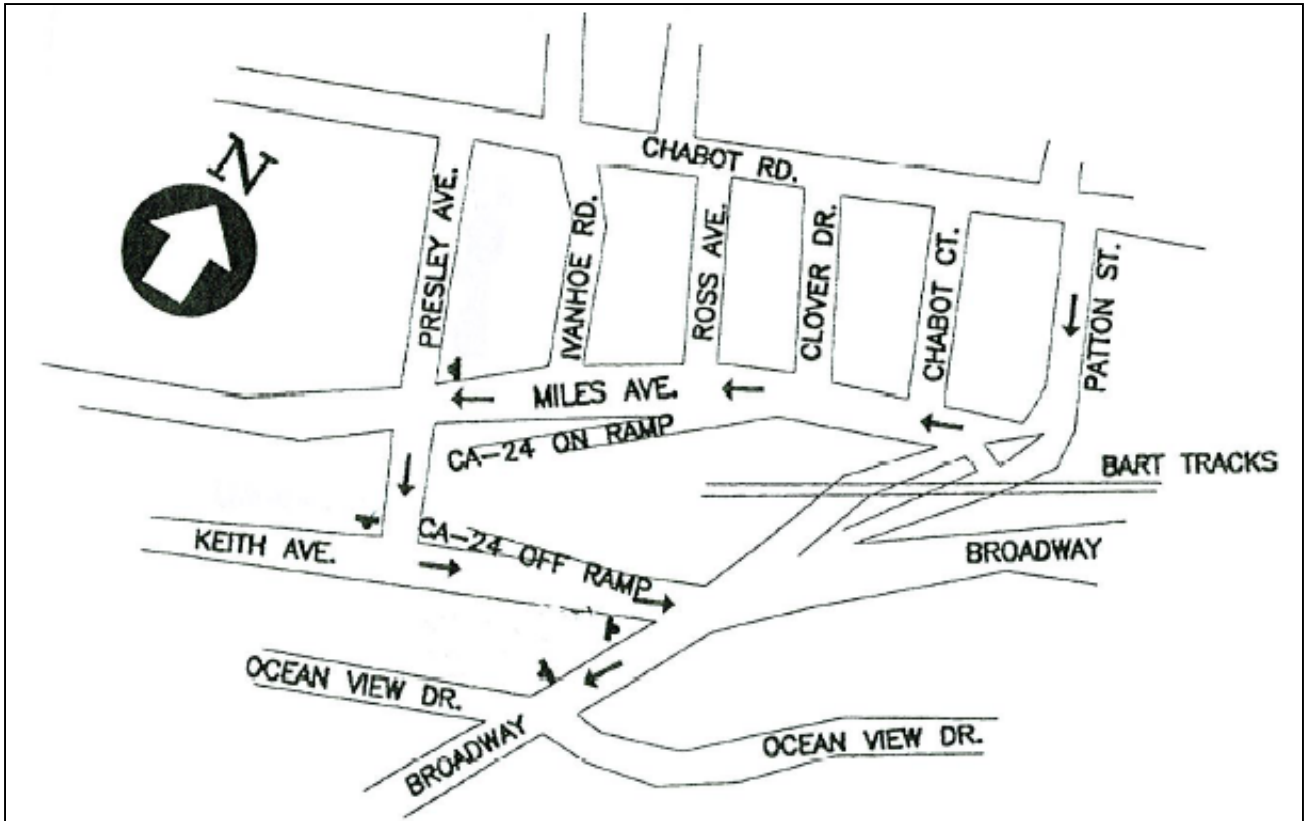 N
CHABOT RD.
PRESLEY AVE.
IVANHOE RD.
ROSS AVE.
CLOVER DR.
CHABOT CT.
PATTON ST.
MILES AVE.
CA-24 ON RAMP
BART TRACKS
KEITH AVE.
CA-24 OFF RAMP
BROADWAY
OCEAN VIEW DR.
BROADWAY
OCEAN VIEW DR.